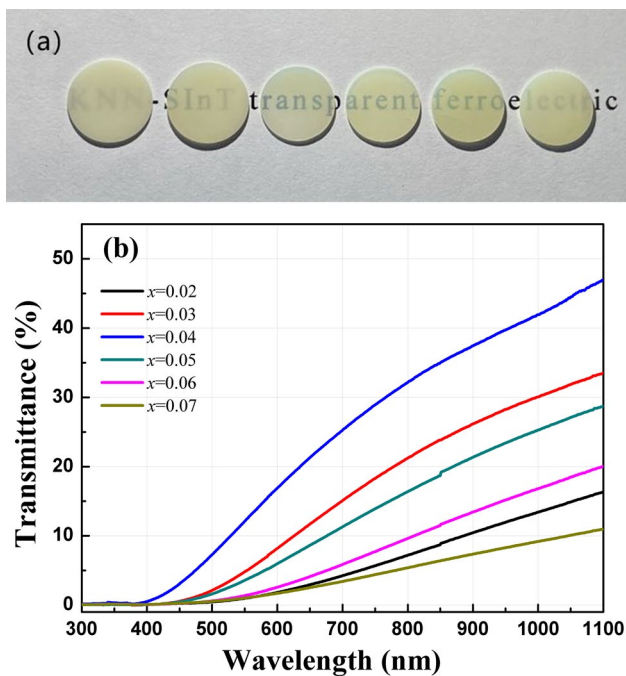 (a)
KNN-SInT transparent ferroelectric
(b)
x=0.02
x=0.03
x=0.04
x=0.05
x=0.06
x=0.07
50
40
30
20
10
0
300 400 500 600 700 800 900 1000 1100
Transmittance (%)
Wavelength (nm)